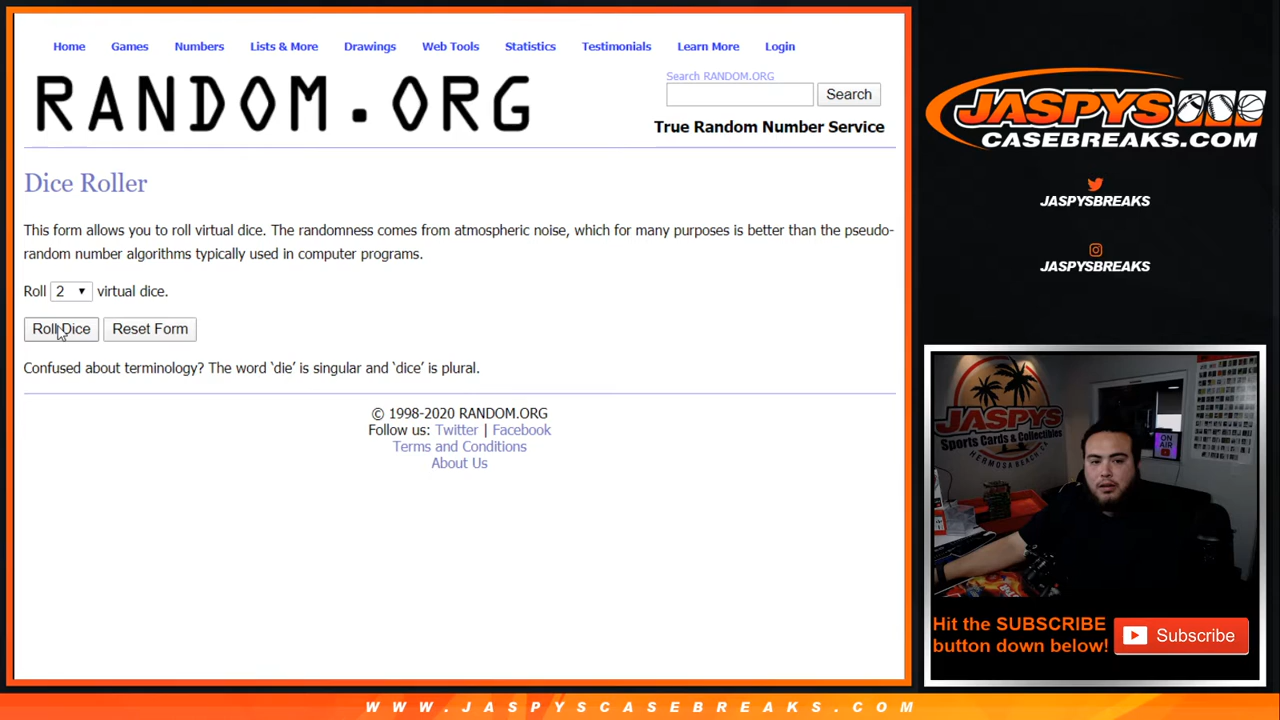 Home Games Numbers Lists & More Drawings Web Tools Statistics Testimonials Learn More Login
RANDOM.ORG
Search RANDOM.ORG
Search
True Random Number Service
Dice Roller
This form allows you to roll virtual dice. The randomness comes from atmospheric noise, which for many purposes is better than the pseudo-
random number algorithms typically used in computer programs.
Roll 2 virtual dice.
Roll Dice Reset Form
Confused about terminology? The word ‘die’ is singular and ‘dice’ is plural.
© 1998-2020 RANDOM.ORG
Follow us: Twitter | Facebook
Terms and Conditions
About Us
JASPYS
CASEBREAKS.COM
JASPYSBREAKS
JASPYSBREAKS
JASPYS
Sports Cards & Collectibles
HERMOSA BEACH, CA
ON
AIR
Hit the SUBSCRIBE
button down below!
Subscribe
WWW.JASPYSCASEBREAKS.COM